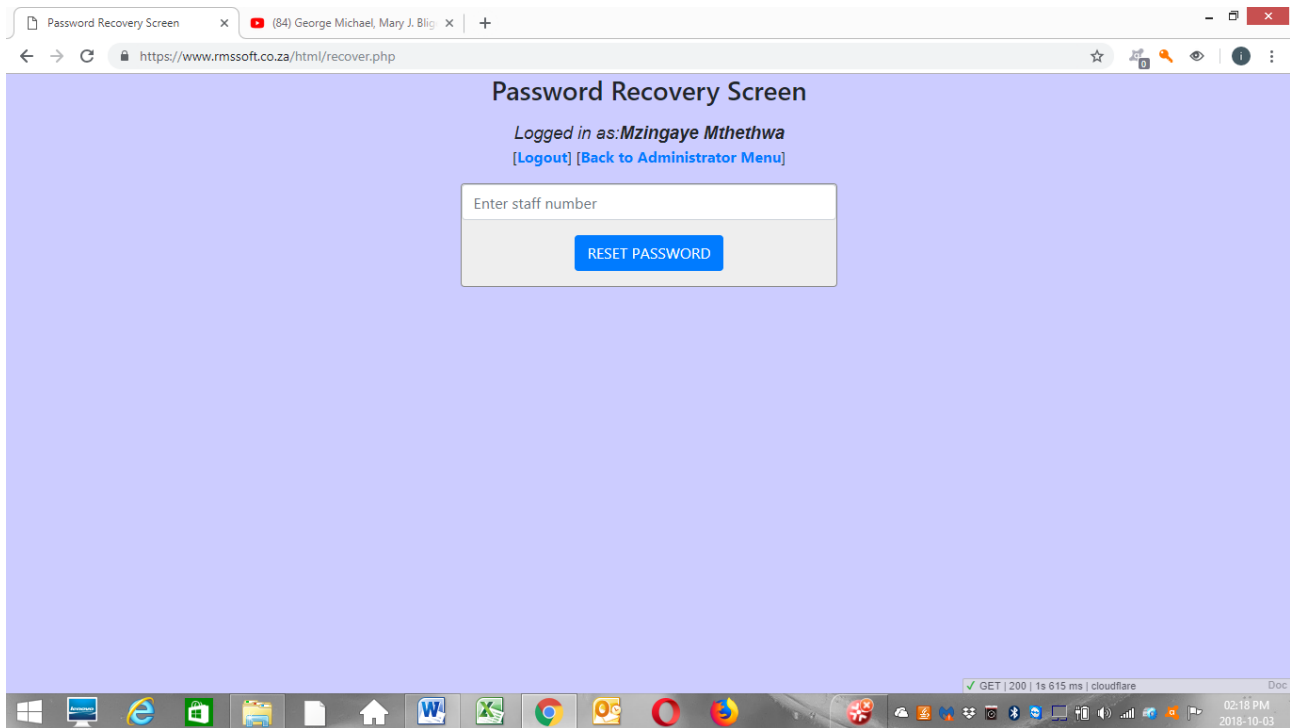 Password Recovery Screen
(84) George Michael, Mary J. Blig
https://www.rmssoft.co.za/html/recover.php
0
i
Password Recovery Screen
Logged in as:Mzingaye Mthethwa
[Logout] [Back to Administrator Menu]
Enter staff number
RESET PASSWORD
GET | 200 | 1s 615 ms | cloudflare
Doc
lenovo
02:18 PM
2018-10-03